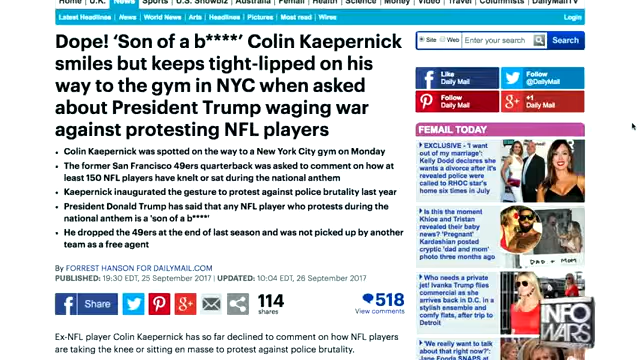 Home U.K. News Sports U.S. Showbiz Australia Femail Health Science Money Video Travel Columnists DailyMailTV
Latest Headlines News World News Arts Headlines Pictures Most read Wires Login
Dope! 'Son of a b****' Colin Kaepernick
smiles but keeps tight-lipped on his
way to the gym in NYC when asked
about President Trump waging war
against protesting NFL players
Colin Kaepernick was spotted on the way to a New York City gym on Monday
The former San Francisco 49ers quarterback was asked to comment on how at
least 150 NFL players have knelt or sat during the national anthem
Kaepernick inaugurated the gesture to protest against police brutality last year
President Donald Trump has said that any NFL player who protests during the
national anthem is a 'son of a b****'
He dropped the 49ers at the end of last season and was not picked up by another
team as a free agent
By FORREST HANSON FOR DAILYMAIL.COM
PUBLISHED: 19:30 EDT, 25 September 2017 | UPDATED: 10:04 EDT, 26 September 2017
Share
114
shares
518
View comments
Ex-NFL player Colin Kaepernick has so far declined to comment on how NFL players
are taking the knee or sitting en masse to protest against police brutality.
Site Web Enter your search Search
Like
Daily Mail
Follow
@DailyMail
Follow
Daily Mail
+1
Daily Mail
FEMAIL TODAY
EXCLUSIVE - 'I want
out of my marriage':
Kelly Dodd declares she
wants a divorce after it's
revealed police were
called to RHOC star's
home six times in July
Is this the moment
Khloe and Tristan
revealed their baby
news? 'Pregnant'
Kardashian posted
cryptic 'dad and mom'
photo three months ago
DAD + MOM
Who needs a private
jet! Ivanka Trump flies
commercial as she
arrives back in D.C. in a
stylish ensemble and
comfy flats, after trip to
Detroit
'We really want to
talk about that right
now?': Jane Fonda SNAPS at
INFO
WARS